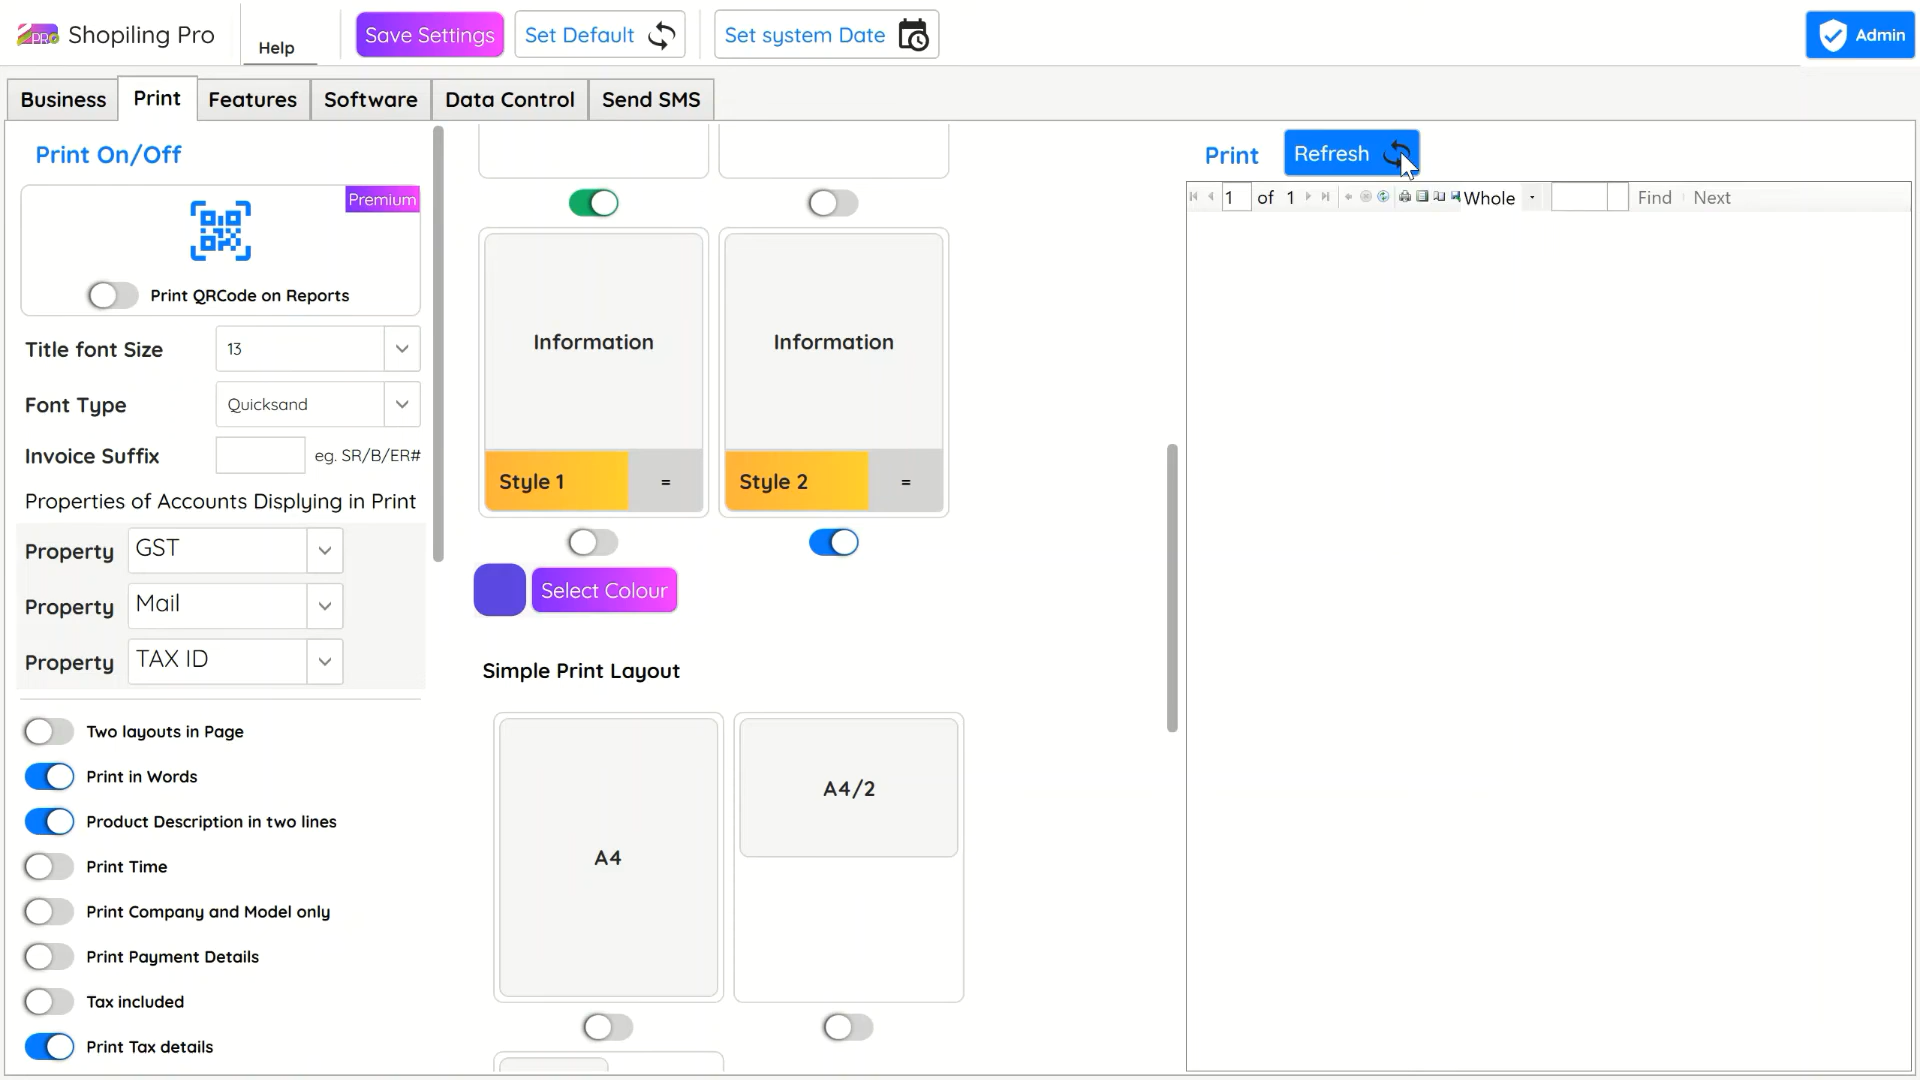 PRO Shopiling Pro
Help
Save Settings
Set Default
Set system Date
Admin
Business
Print
Features
Software
Data Control
Send SMS
Print On/Off
Premium
Print QRCode on Reports
Title font Size
13
Font Type
Quicksand
Invoice Suffix
eg. SR/B/ER#
Properties of Accounts Displying in Print
Property
GST
Property
Mail
Property
TAX ID
Two layouts in Page
Print in Words
Product Description in two lines
Print Time
Print Company and Model only
Print Payment Details
Tax included
Print Tax details
Information
Style 1
=
Information
Style 2
=
Select Colour
Simple Print Layout
A4
A4/2
Print
Refresh
1 of 1
Whole
Find
Next